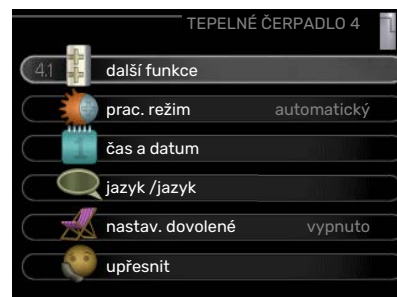 TEPELNÉ ČERPADLO 4
4.1 další funkce
prac. režim automatický
čas a datum
jazyk /jazyk
nastav. dovolené vypnuto
upřesnit